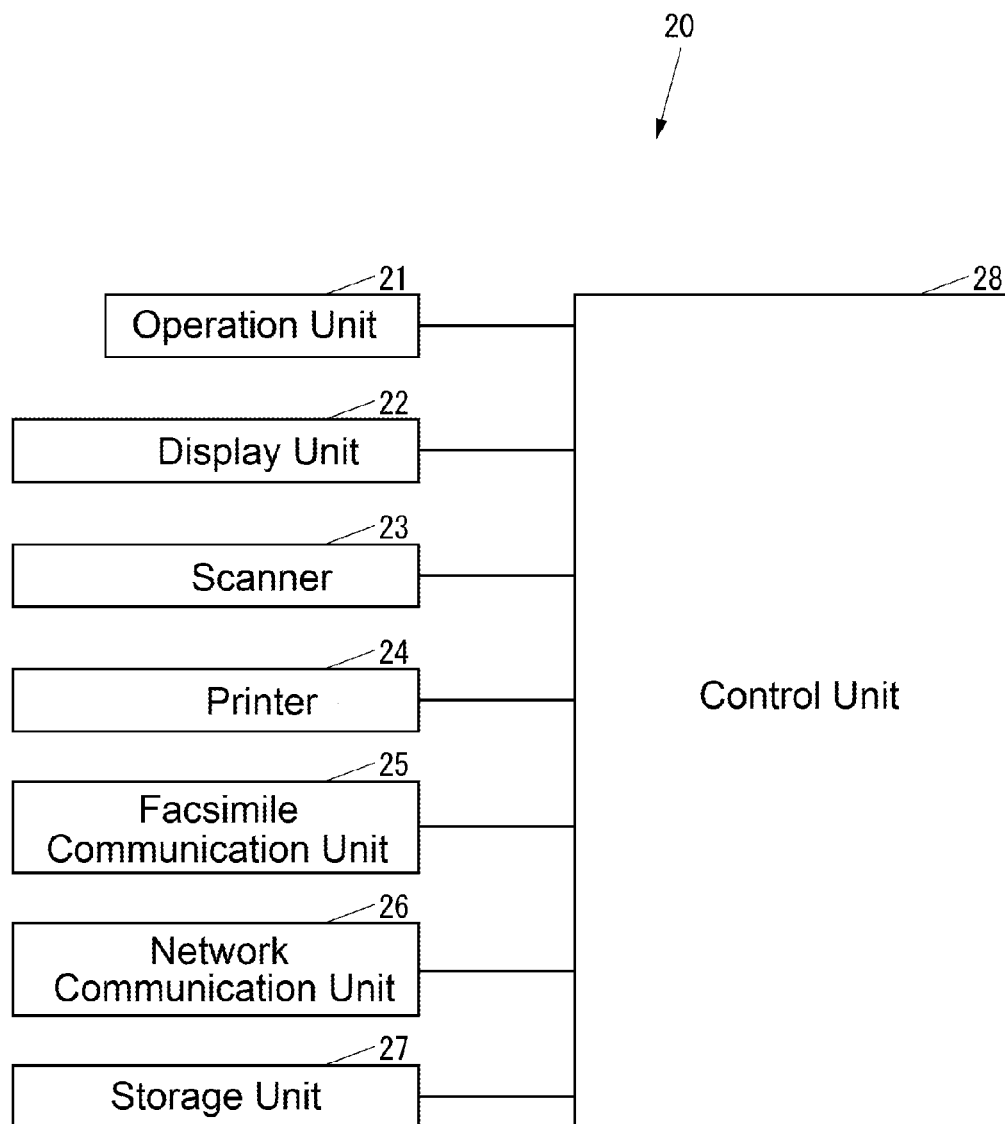 20
21
Operation Unit
28
22
Display Unit
23
Scanner
24
Printer
Control Unit
25
Facsimile
Communication Unit
26
Network
Communication Unit
27
Storage Unit